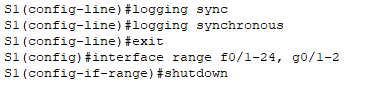 S1(config-line)#logging sync
S1(config-line)#logging synchronous
S1(config-line)#exit
S1(config)#interface range f0/1-24, g0/1-2
S1(config-if-range)#shutdown